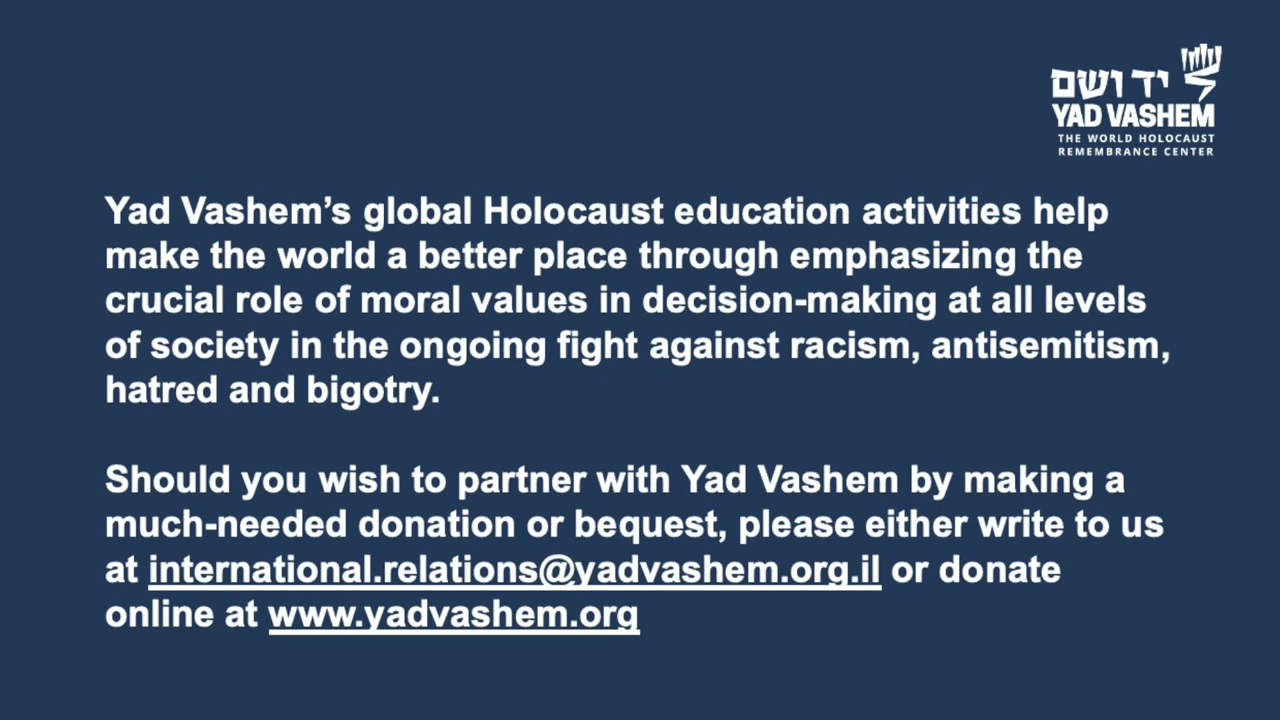 יד ושם
YAD VASHEM
THE WORLD HOLOCAUST
REMEMBRANCE CENTER
Yad Vashem’s global Holocaust education activities help
make the world a better place through emphasizing the
crucial role of moral values in decision-making at all levels
of society in the ongoing fight against racism, antisemitism,
hatred and bigotry.
Should you wish to partner with Yad Vashem by making a
much-needed donation or bequest, please either write to us
at international.relations@yadvashem.org.il or donate
online at www.yadvashem.org